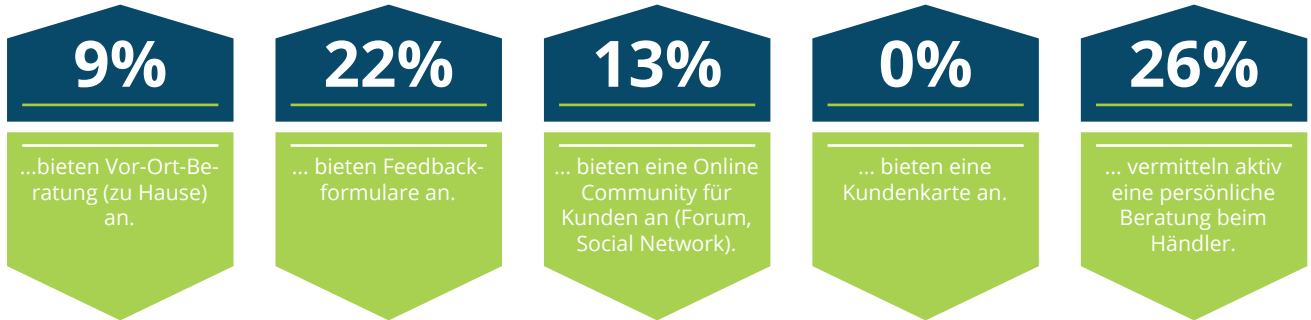 9%
...bieten Vor-Ort-Be-
ratung (zu Hause)
an.
22%
... bieten Feedback-
formulare an.
13%
... bieten eine Online
Community für
Kunden an (Forum,
Social Network).
0%
... bieten eine
Kundenkarte an.
26%
... vermitteln aktiv
eine persönliche
Beratung beim
Händler.